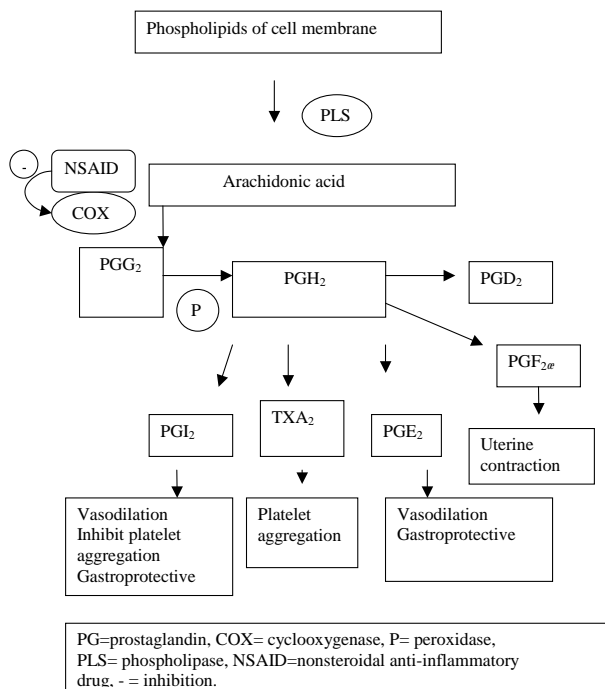 Phospholipids of cell membrane
PLS
-
NSAID
COX
Arachidonic acid
PGG₂
P
PGH₂
PGD₂
PGF₂œ
PGI₂
TXA₂
PGE₂
Uterine
contraction
Vasodilation
Inhibit platelet
aggregation
Gastroprotective
Platelet
aggregation
Vasodilation
Gastroprotective
PG=prostaglandin, COX= cyclooxygenase, P= peroxidase,
PLS= phospholipase, NSAID=nonsteroidal anti-inflammatory
drug, - = inhibition.